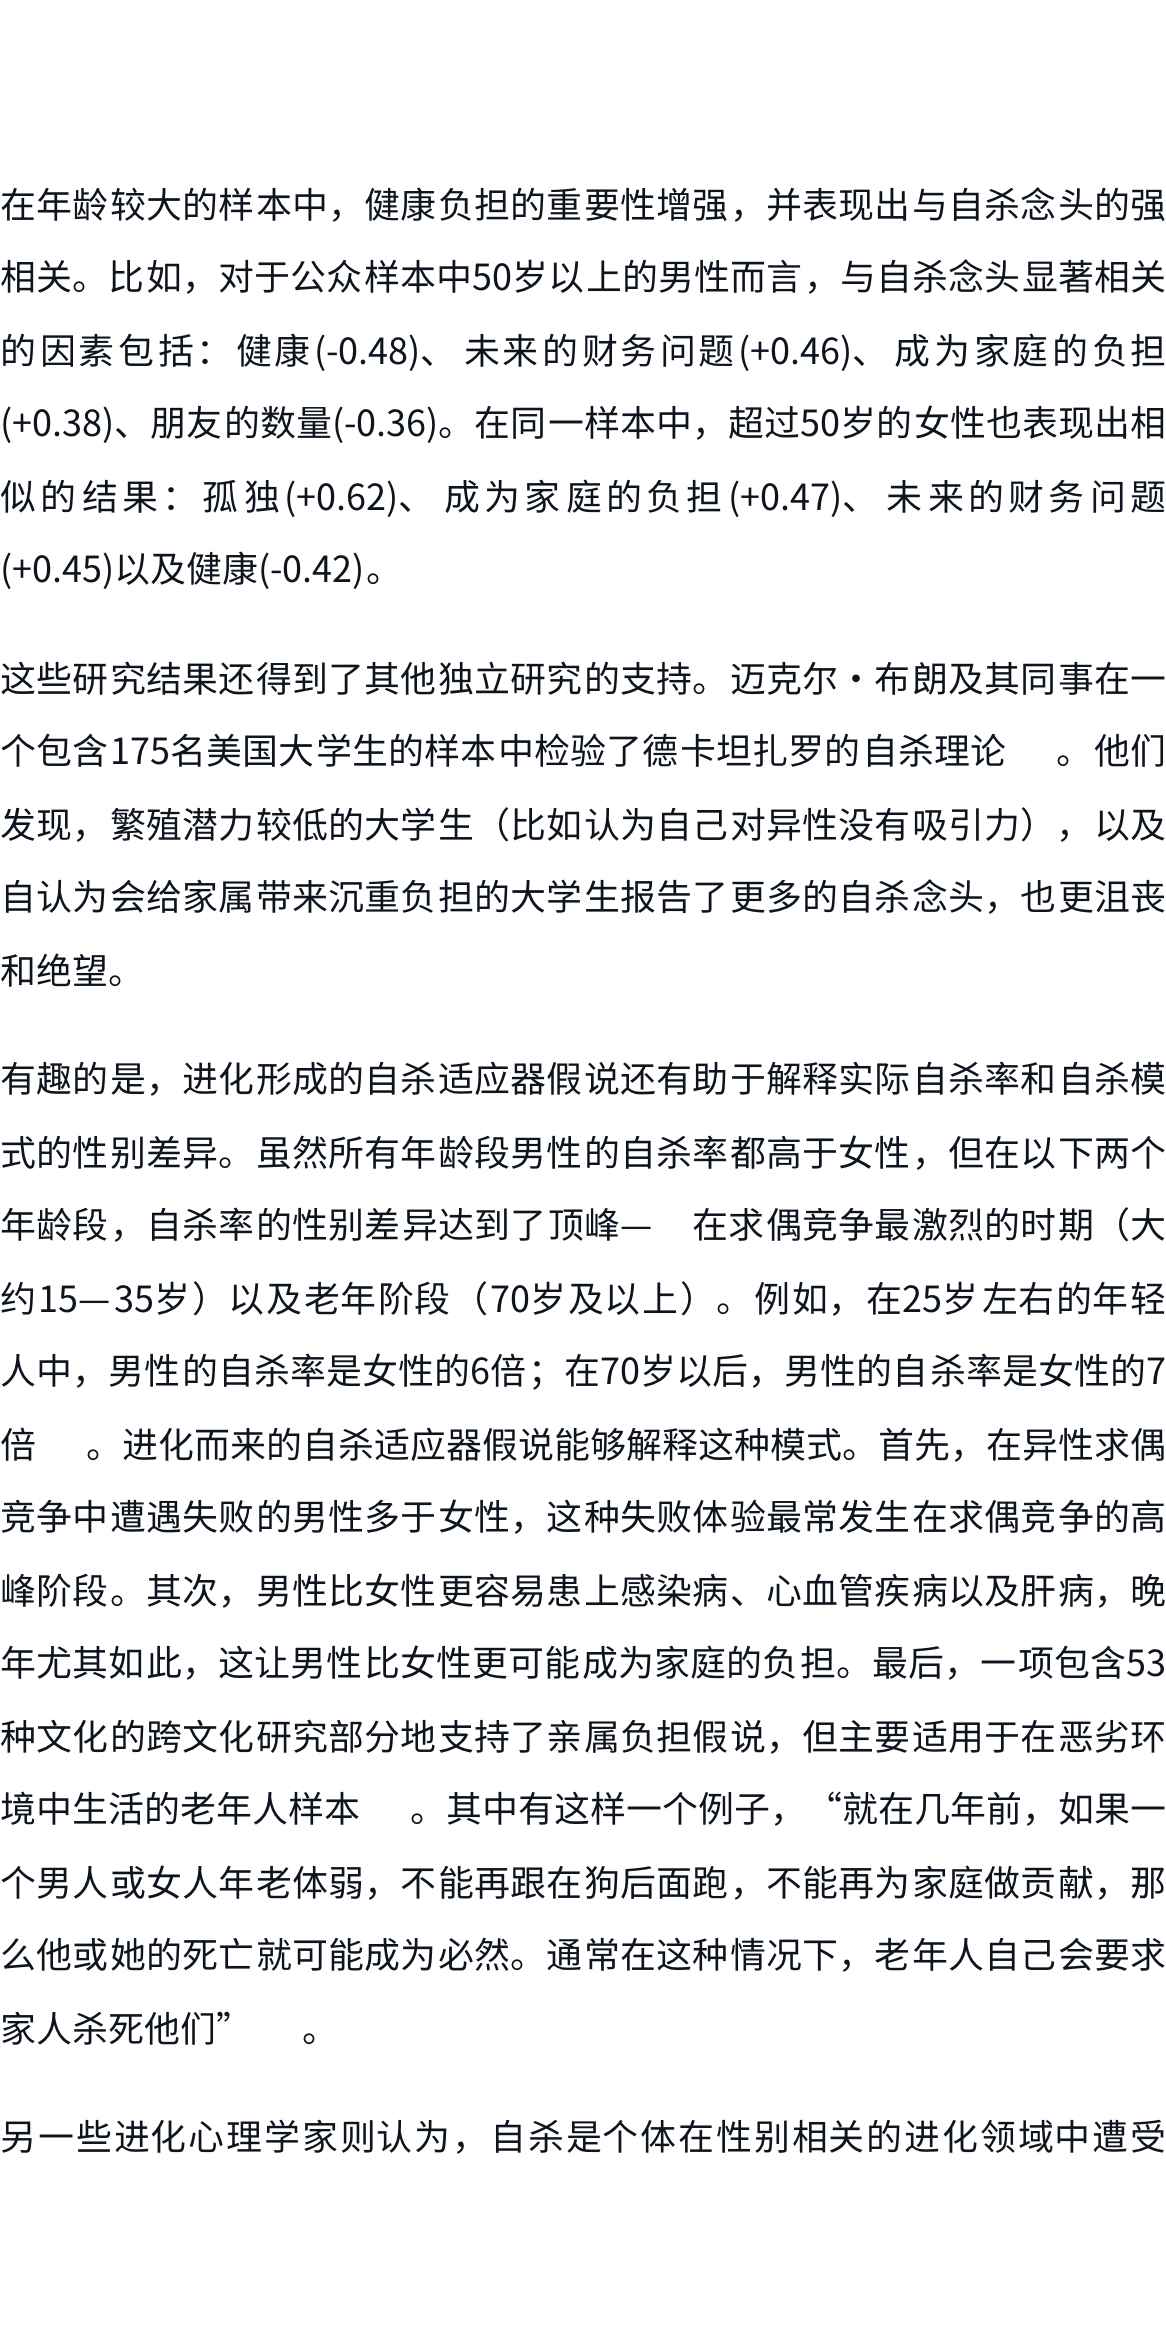 在年龄较大的样本中，健康负担的重要性增强，并表现出与自杀念头的强
相关。比如，对于公众样本中50岁以上的男性而言，与自杀念头显著相关
的因素包括：健康(-0.48)、未来的财务问题(+0.46)、成为家庭的负担
(+0.38)、朋友的数量(-0.36)。在同一样本中，超过50岁的女性也表现出相
似的结果：孤独(+0.62)、成为家庭的负担(+0.47)、未来的财务问题
(+0.45)以及健康(-0.42)。
这些研究结果还得到了其他独立研究的支持。迈克尔·布朗及其同事在一
个包含175名美国大学生的样本中检验了德卡坦扎罗的自杀理论 。他们
发现，繁殖潜力较低的大学生（比如认为自己对异性没有吸引力），以及
自认为会给家属带来沉重负担的大学生报告了更多的自杀念头，也更沮丧
和绝望。
有趣的是，进化形成的自杀适应器假说还有助于解释实际自杀率和自杀模
式的性别差异。虽然所有年龄段男性的自杀率都高于女性，但在以下两个
年龄段，自杀率的性别差异达到了顶峰— 在求偶竞争最激烈的时期（大
约15—35岁）以及老年阶段（70岁及以上）。例如，在25岁左右的年轻
人中，男性的自杀率是女性的6倍；在70岁以后，男性的自杀率是女性的7
倍 。进化而来的自杀适应器假说能够解释这种模式。首先，在异性求偶
竞争中遭遇失败的男性多于女性，这种失败体验最常发生在求偶竞争的高
峰阶段。其次，男性比女性更容易患上感染病、心血管疾病以及肝病，晚
年尤其如此，这让男性比女性更可能成为家庭的负担。最后，一项包含53
种文化的跨文化研究部分地支持了亲属负担假说，但主要适用于在恶劣环
境中生活的老年人样本 。其中有这样一个例子，“就在几年前，如果一
个男人或女人年老体弱，不能再跟在狗后面跑，不能再为家庭做贡献，那
么他或她的死亡就可能成为必然。通常在这种情况下，老年人自己会要求
家人杀死他们” 。
另一些进化心理学家则认为，自杀是个体在性别相关的进化领域中遭受